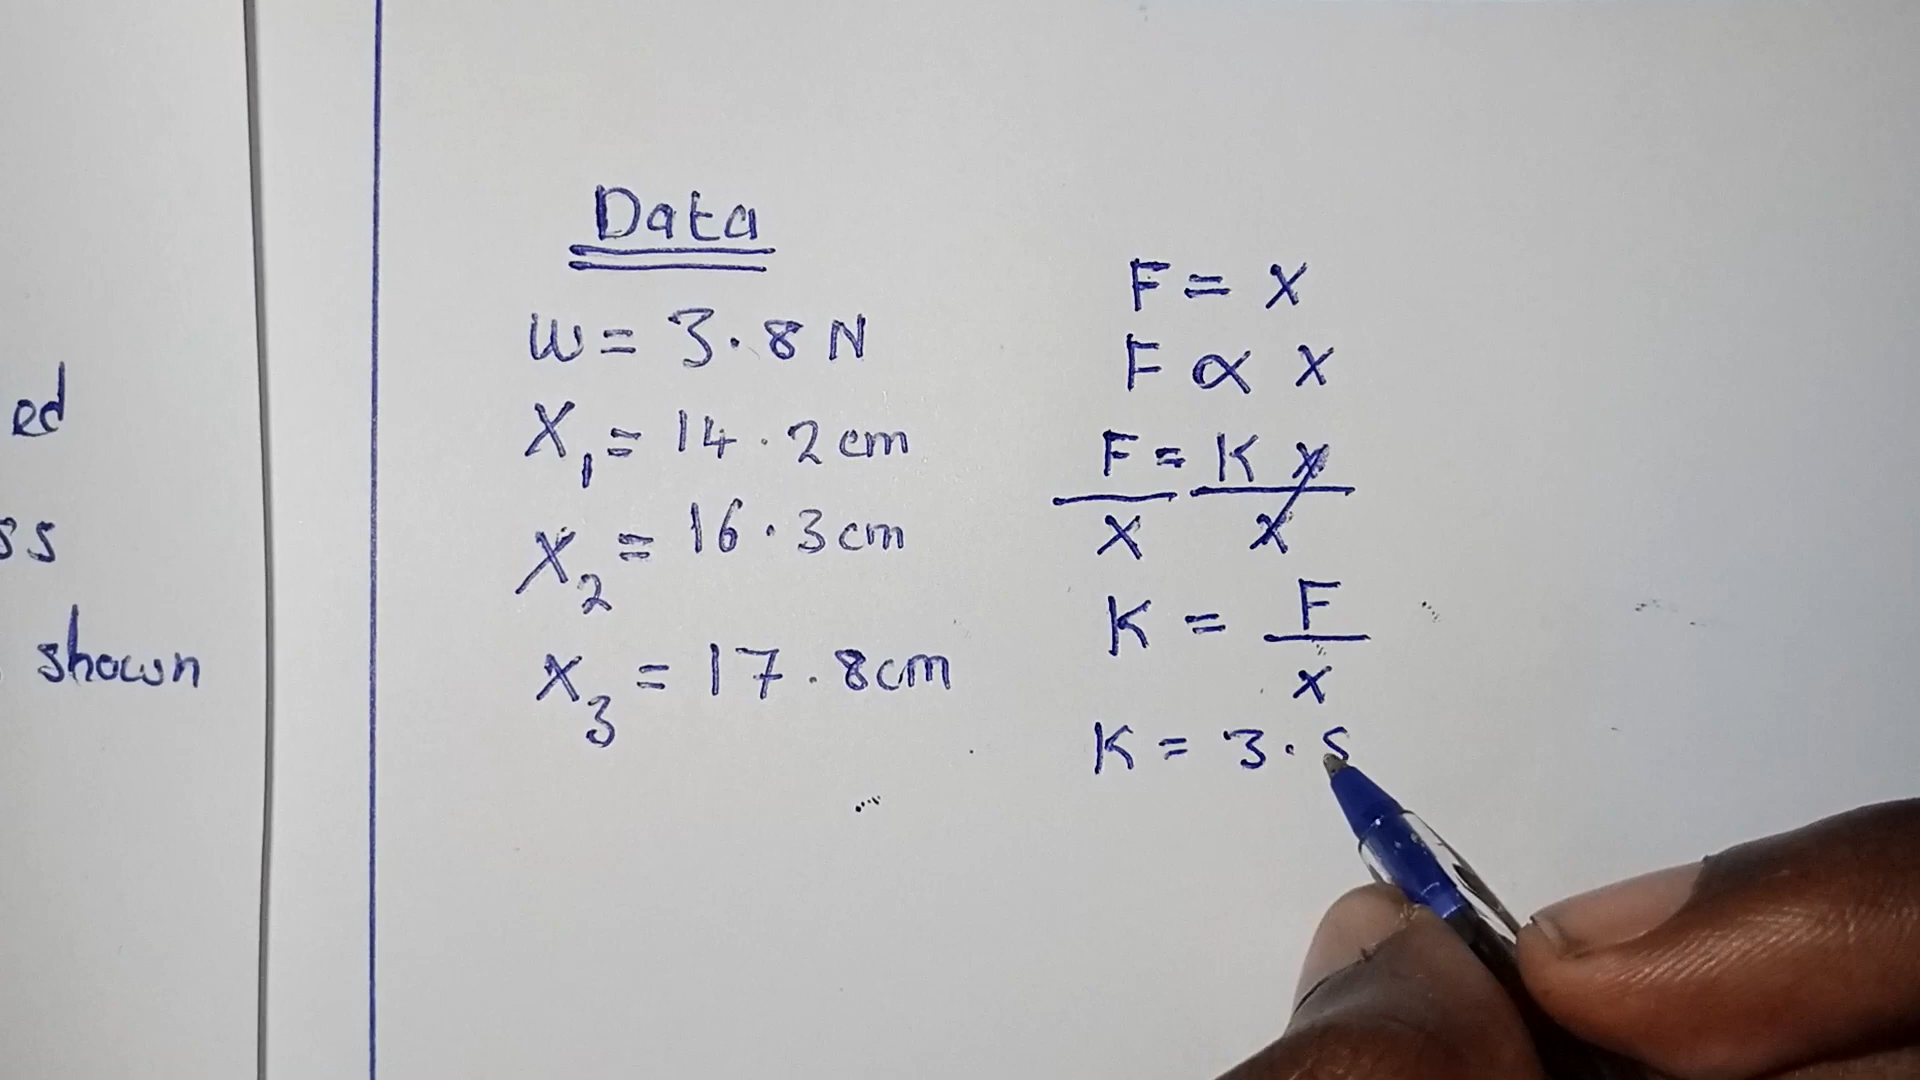 ed
ss
shown
Data
W = 3.8 N
X₁ = 14.2 cm
X₂ = 16.3 cm
X₃ = 17.8 cm
F = x
F ∝ x
F = K x
x x
K = F
x
K = 3.